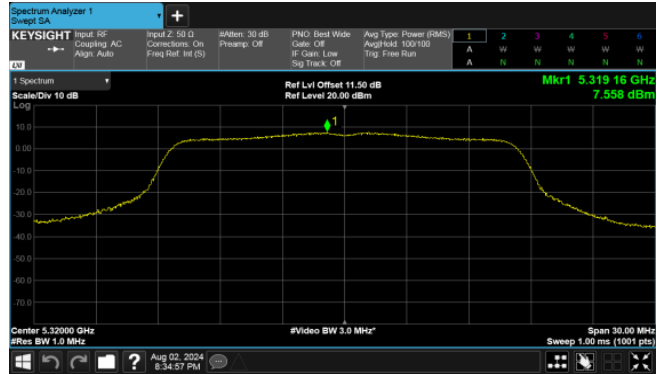 Spectrum Analyzer 1
Swept SA
+
KEYSIGHT
LXI
Input: RF
Coupling: AC
Align: Auto
Input Z: 50 Ω
Corrections: On
Freq Ref: Int (S)
#Atten: 30 dB
Preamp: Off
PNO: Best Wide
Gate: Off
IF Gain: Low
Sig Track: Off
Avg Type: Power (RMS)
Avg|Hold: 100/100
Trig: Free Run
1 2 3 4 5 6
A W W W W W
A N N N N N
1 Spectrum
Scale/Div 10 dB
Log
Ref Lvl Offset 11.50 dB
Ref Level 20.00 dBm
Mkr1 5.319 16 GHz
7.558 dBm
1
10.0
0.00
-10.0
-20.0
-30.0
-40.0
-50.0
-60.0
-70.0
Center 5.32000 GHz
#Res BW 1.0 MHz
#Video BW 3.0 MHz*
Span 30.00 MHz
Sweep 1.00 ms (1001 pts)
?
Aug 02, 2024
8:34:57 PM